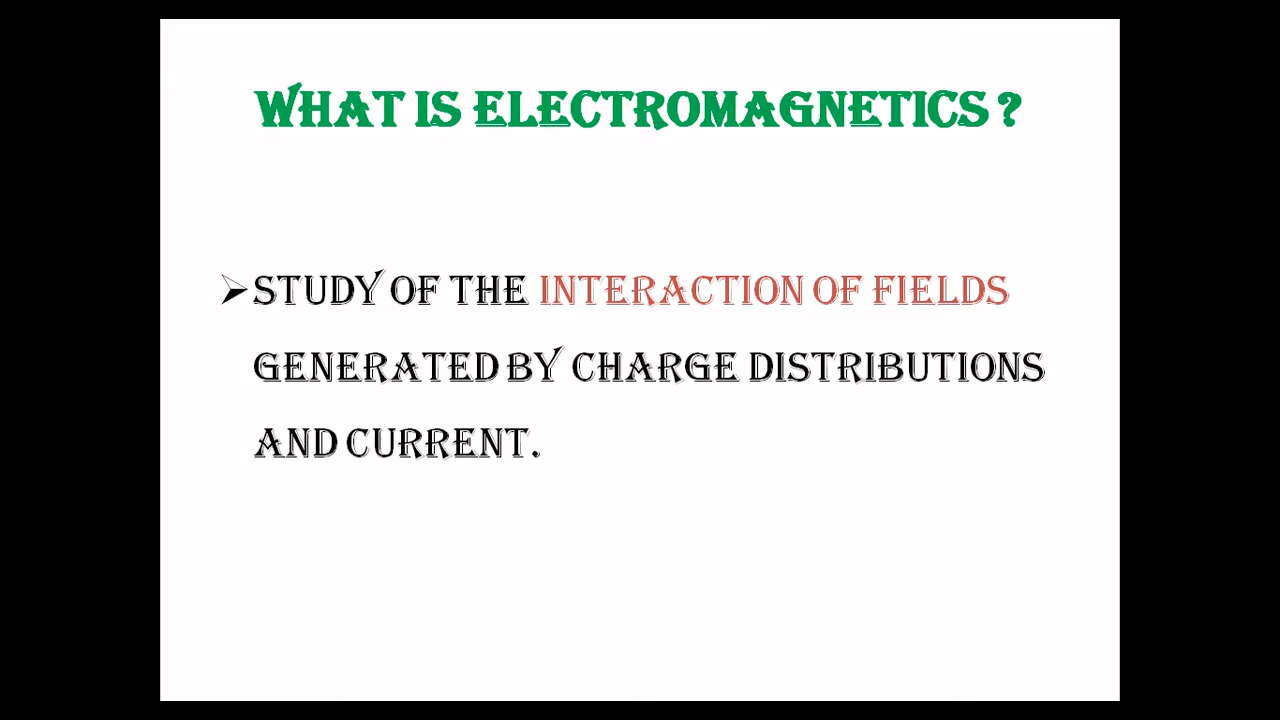 WHAT IS ELECTROMAGNETICS ?
➢STUDY OF THE INTERACTION OF FIELDS
GENERATED BY CHARGE DISTRIBUTIONS
AND CURRENT.